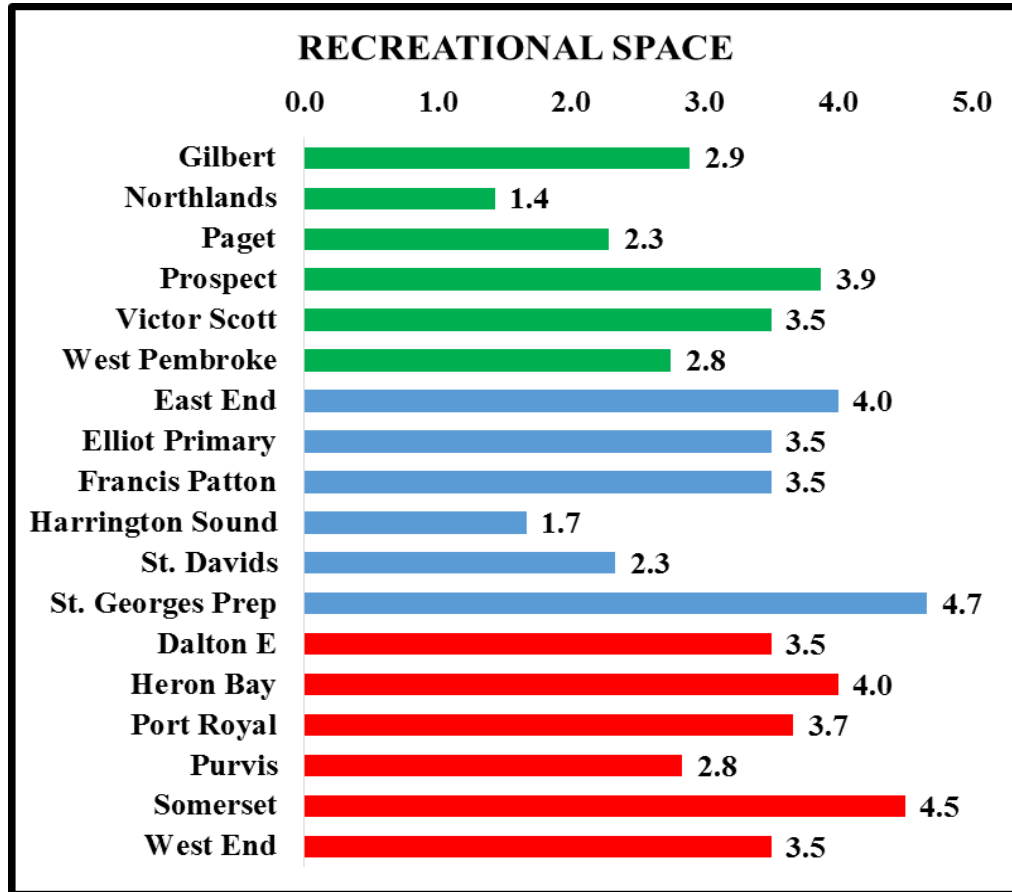 RECREATIONAL SPACE
0.0 1.0 2.0 3.0 4.0 5.0
Gilbert 2.9
Northlands 1.4
Paget 2.3
Prospect 3.9
Victor Scott 3.5
West Pembroke 2.8
East End 4.0
Elliot Primary 3.5
Francis Patton 3.5
Harrington Sound 1.7
St. Davids 2.3
St. Georges Prep 4.7
Dalton E 3.5
Heron Bay 4.0
Port Royal 3.7
Purvis 2.8
Somerset 4.5
West End 3.5